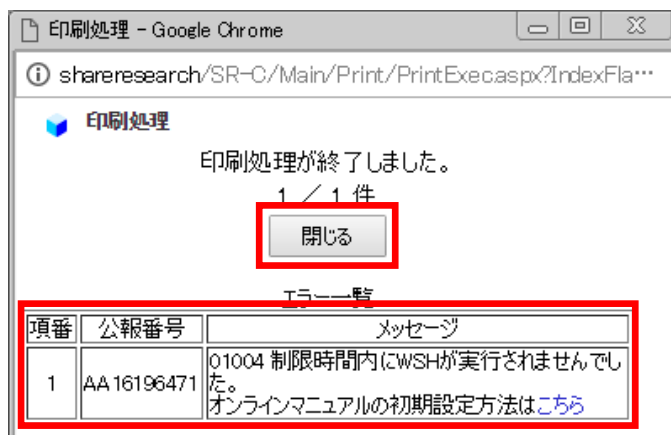 印刷処理 - Google Chrome
shareresearch/SR-C/Main/Print/PrintExec.aspx?IndexFla…
印刷処理
印刷処理が終了しました。
1 ／ 1 件
閉じる
エラー一覧
項番 公報番号 メッセージ
1 AA16196471 01004 制限時間内にWSHが実行されませんでし
た。
オンラインマニュアルの初期設定方法はこちら